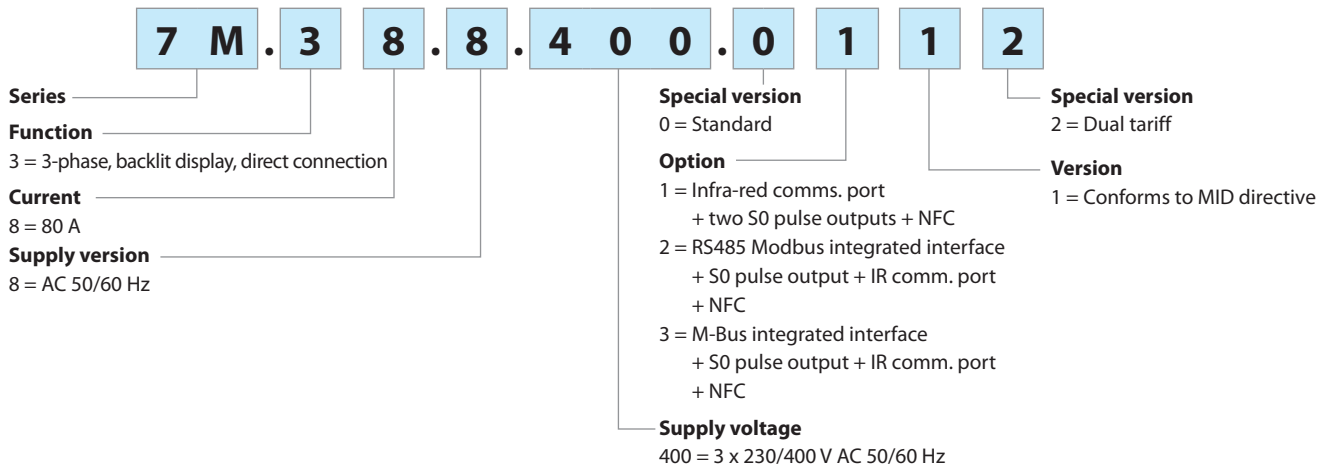 7 M . 3 8 . 8 . 4 0 0 . 0 1 1 2
Series
Function
3 = 3-phase, backlit display, direct connection
Current
8 = 80 A
Supply version
8 = AC 50/60 Hz
Special version
0 = Standard
Option
1 = Infra-red comms. port
+ two S0 pulse outputs + NFC
2 = RS485 Modbus integrated interface
+ S0 pulse output + IR comm. port
+ NFC
3 = M-Bus integrated interface
+ S0 pulse output + IR comm. port
+ NFC
Supply voltage
400 = 3 x 230/400 V AC 50/60 Hz
Special version
2 = Dual tariff
Version
1 = Conforms to MID directive